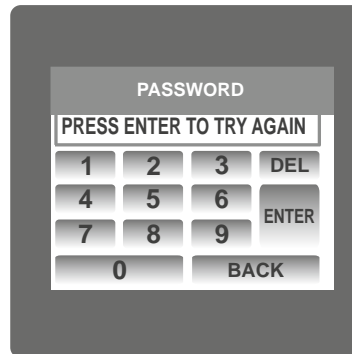 PASSWORD
PRESS ENTER TO TRY AGAIN
1 2 3 DEL
4 5 6 ENTER
7 8 9
0 BACK